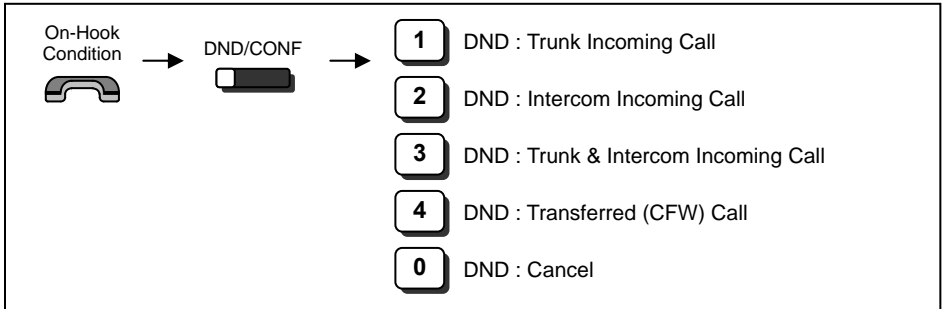 On-Hook
Condition
DND/CONF
1 DND : Trunk Incoming Call
2 DND : Intercom Incoming Call
3 DND : Trunk & Intercom Incoming Call
4 DND : Transferred (CFW) Call
0 DND : Cancel